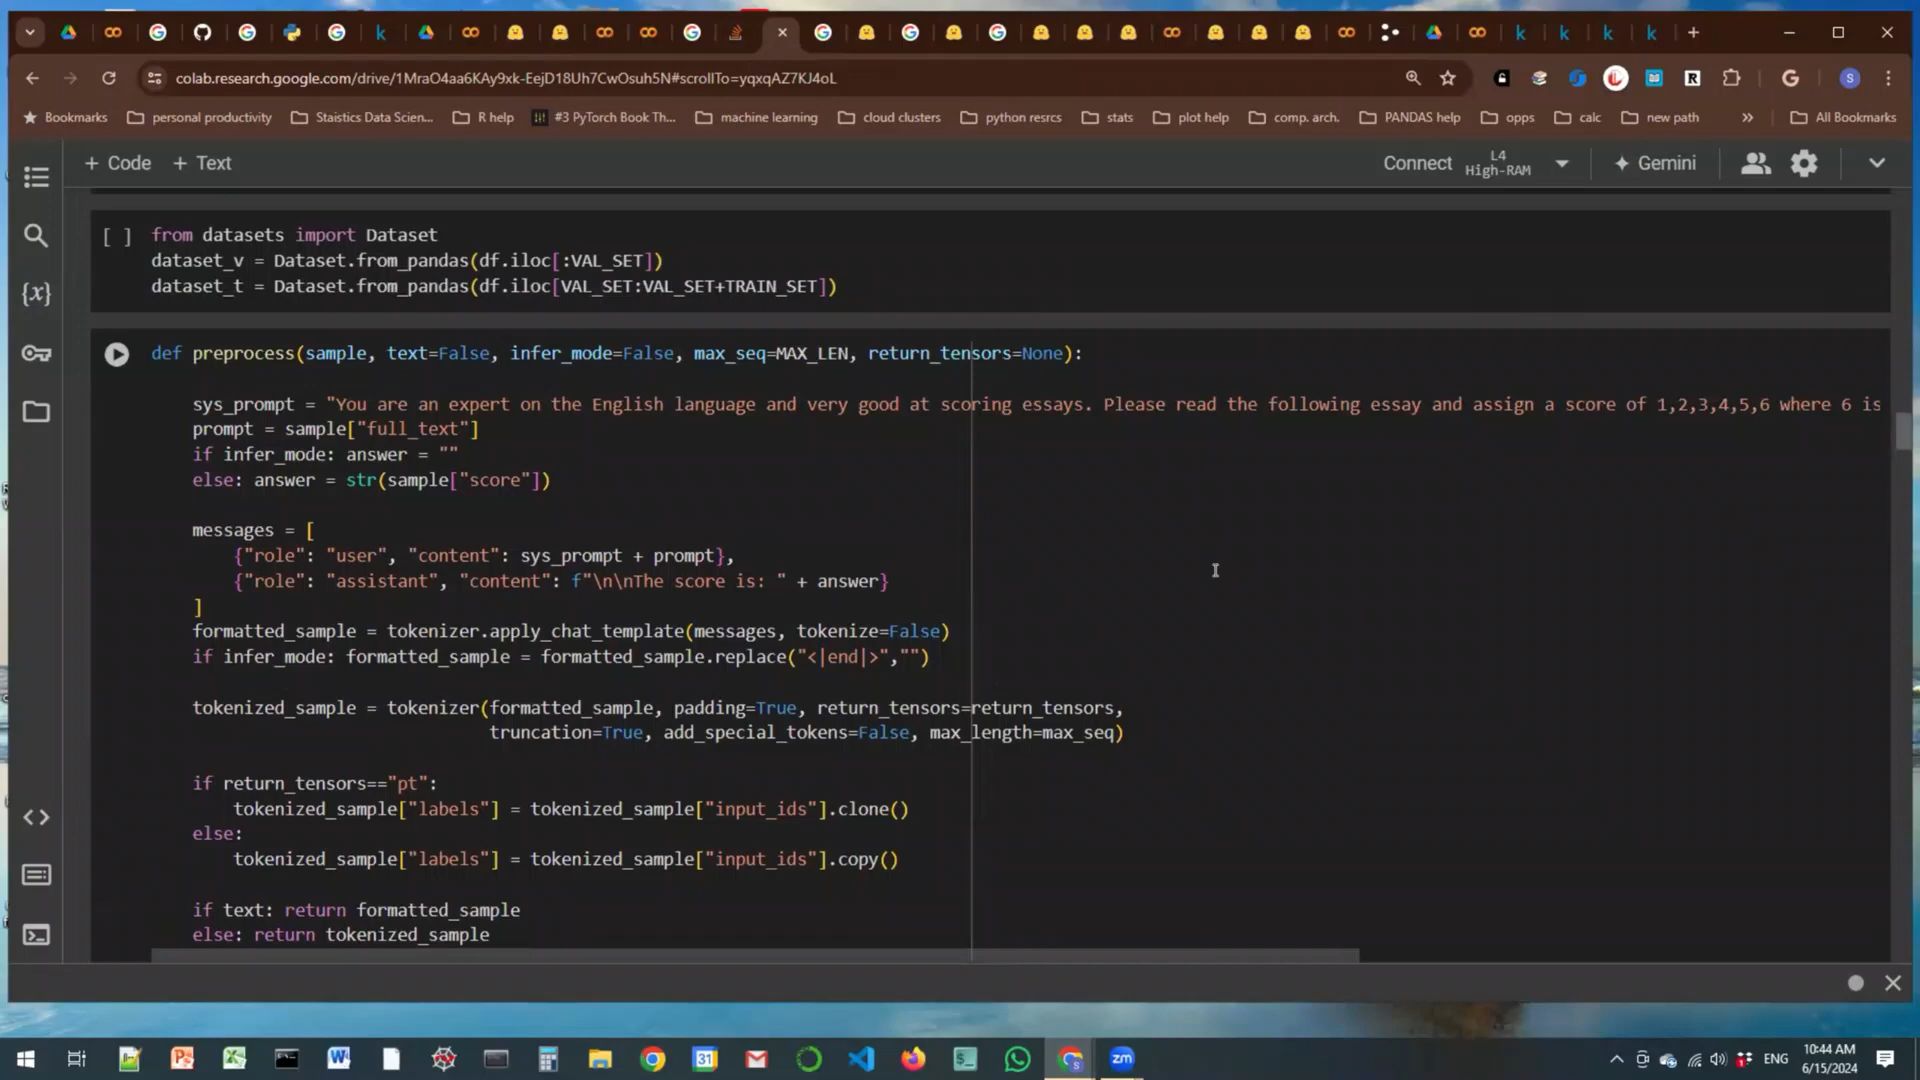 colab.research.google.com/drive/1MraO4aa6KAy9xk-EejD18Uh7CwOsuh5N#scrollTo=yqxqAZ7KJ4oL
Bookmarks personal productivity Staistics Data Scien... R help #3 PyTorch Book Th... machine learning cloud clusters python resrcs stats plot help comp. arch. PANDAS help opps calc new path » All Bookmarks
+ Code + Text Connect L4 High-RAM Gemini
[ ] from datasets import Dataset
dataset_v = Dataset.from_pandas(df.iloc[:VAL_SET])
dataset_t = Dataset.from_pandas(df.iloc[VAL_SET:VAL_SET+TRAIN_SET])
def preprocess(sample, text=False, infer_mode=False, max_seq=MAX_LEN, return_tensors=None):
sys_prompt = "You are an expert on the English language and very good at scoring essays. Please read the following essay and assign a score of 1,2,3,4,5,6 where 6 is
prompt = sample["full_text"]
if infer_mode: answer = ""
else: answer = str(sample["score"])
messages = [
{"role": "user", "content": sys_prompt + prompt},
{"role": "assistant", "content": f"\n\nThe score is: " + answer}
]
formatted_sample = tokenizer.apply_chat_template(messages, tokenize=False)
if infer_mode: formatted_sample = formatted_sample.replace("<|end|>","")
tokenized_sample = tokenizer(formatted_sample, padding=True, return_tensors=return_tensors,
truncation=True, add_special_tokens=False, max_length=max_seq)
if return_tensors=="pt":
tokenized_sample["labels"] = tokenized_sample["input_ids"].clone()
else:
tokenized_sample["labels"] = tokenized_sample["input_ids"].copy()
if text: return formatted_sample
else: return tokenized_sample
ENG
10:44 AM
6/15/2024